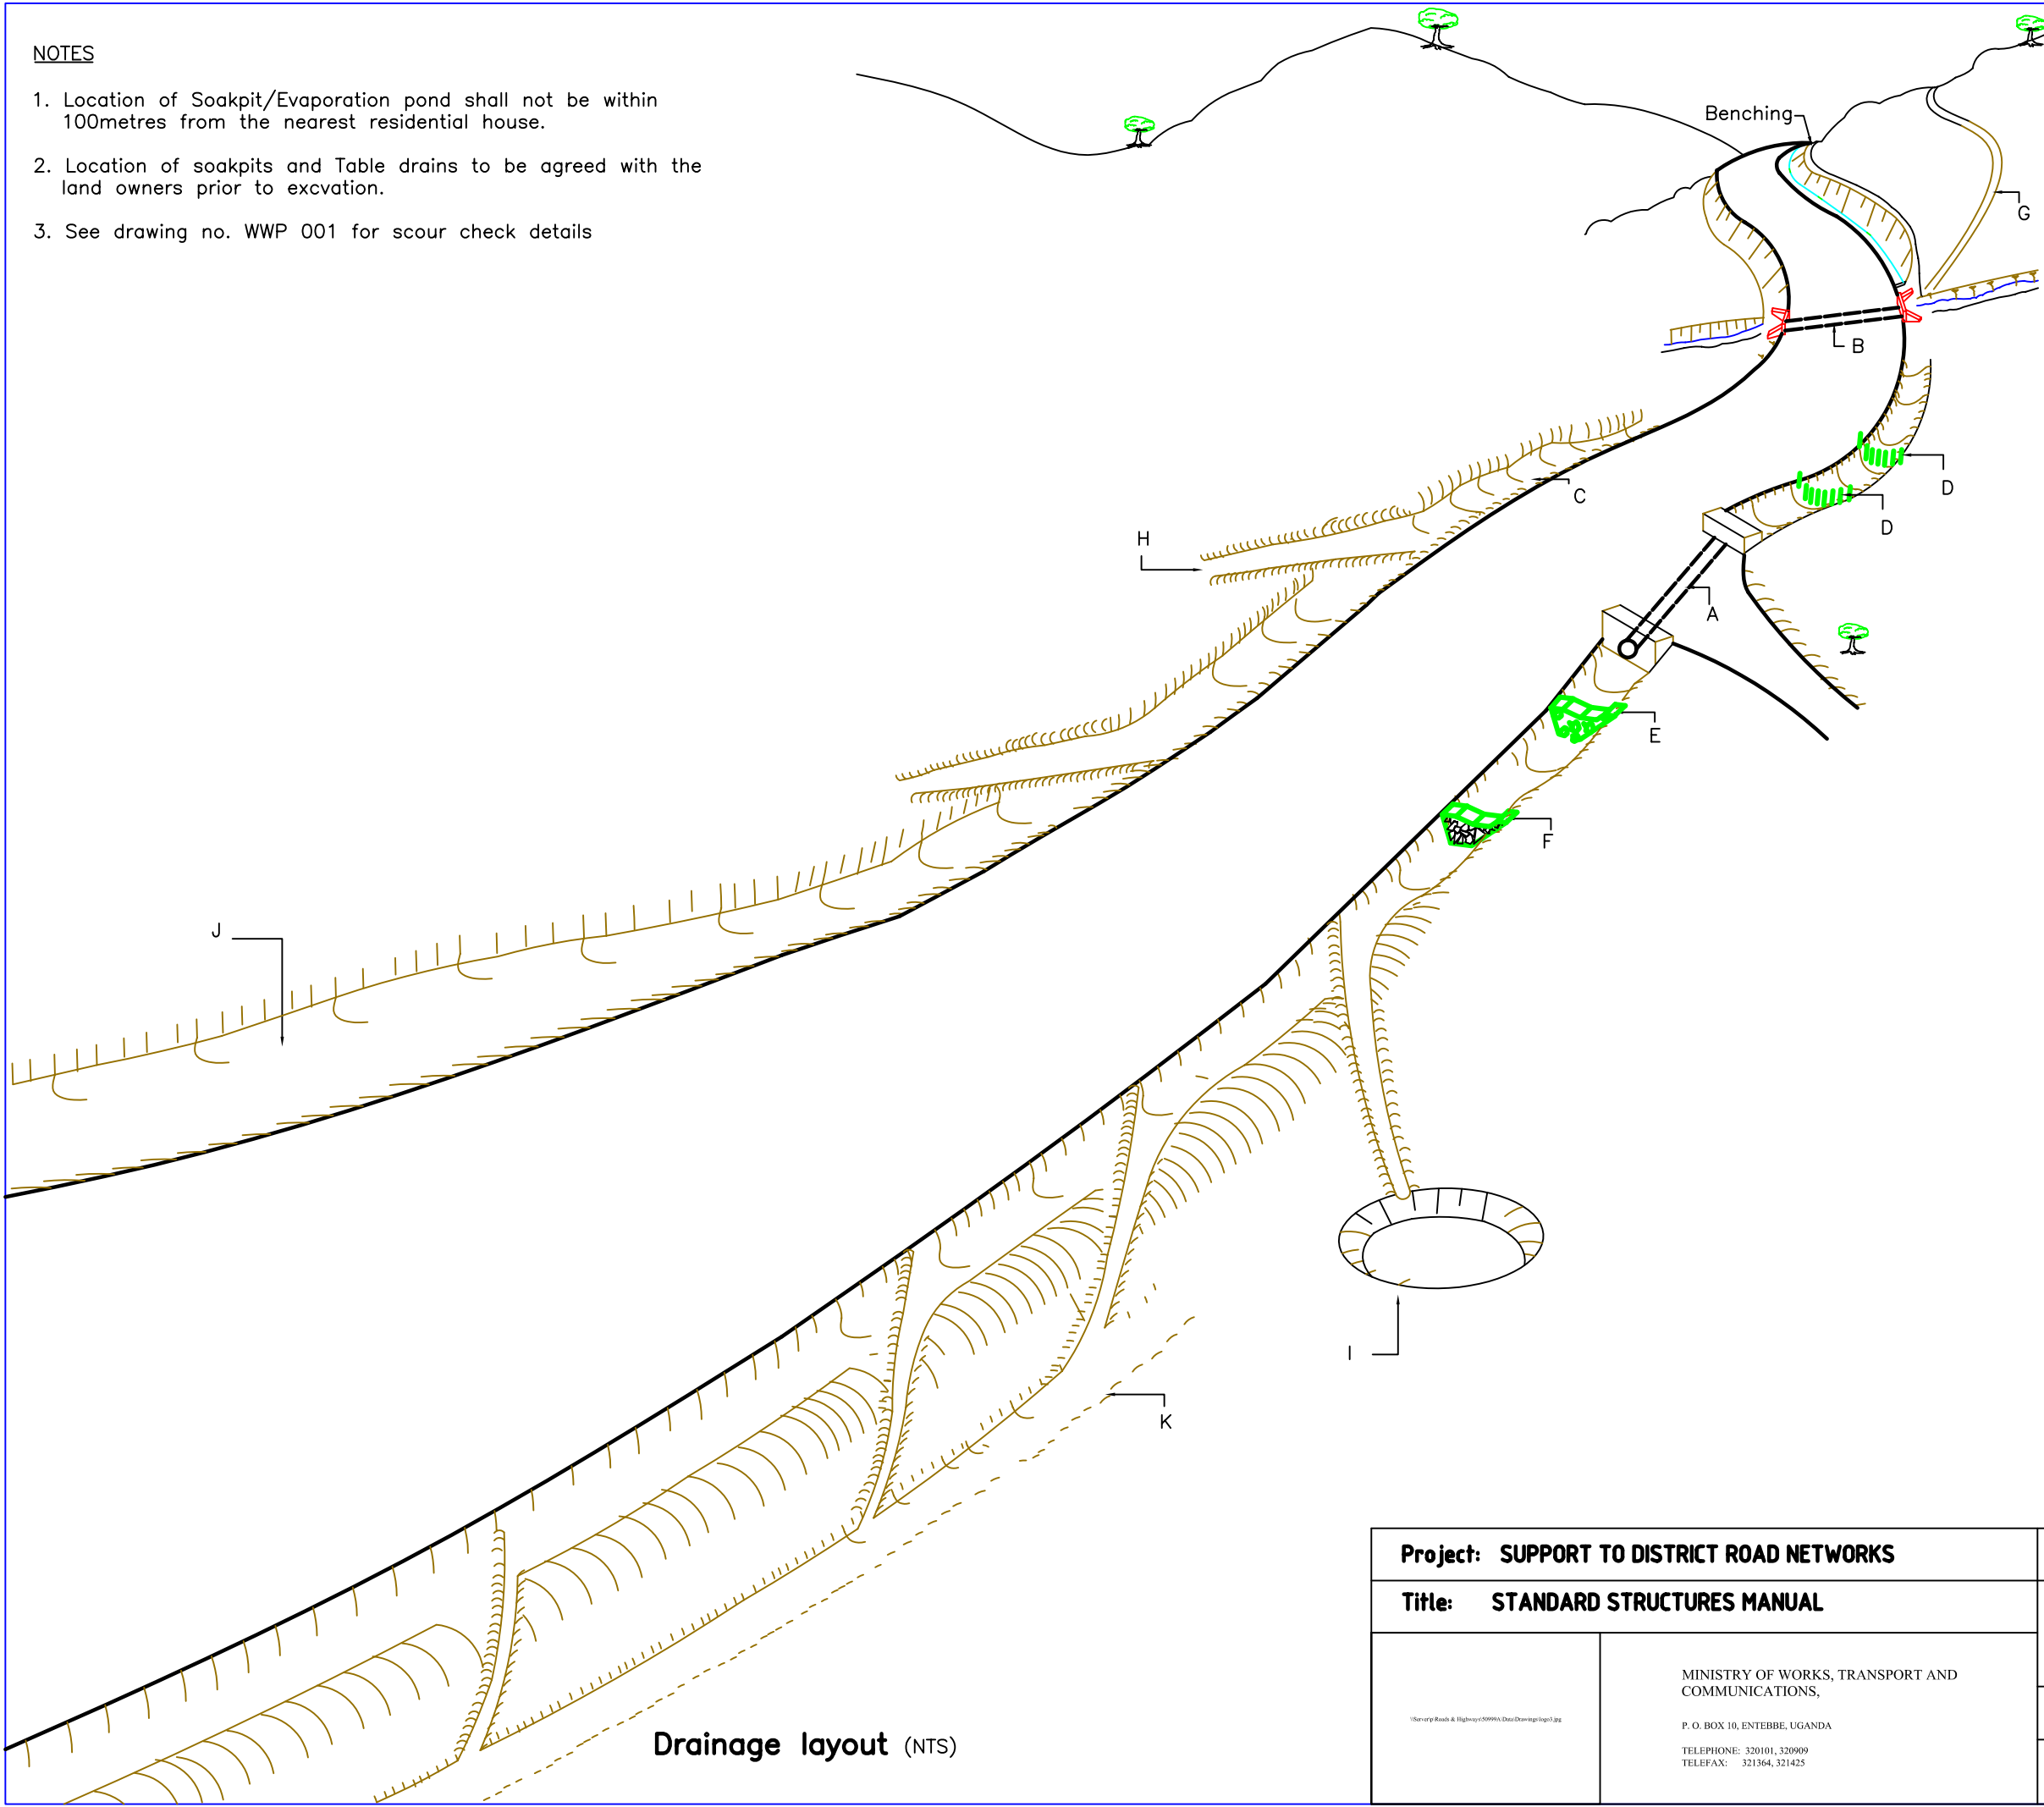 NOTES
1. Location of Soakpit/Evaporation pond shall not be within
100metres from the nearest residential house.
2. Location of soakpits and Table drains to be agreed with the
land owners prior to excvation.
3. See drawing no. WWP 001 for scour check details
Benching
G
B
C
D
D
H
A
E
F
J
I
K
Drainage layout (NTS)
Project: SUPPORT TO DISTRICT ROAD NETWORKS
Title: STANDARD STRUCTURES MANUAL
MINISTRY OF WORKS, TRANSPORT AND
COMMUNICATIONS,
P. O. BOX 10, ENTEBBE, UGANDA
TELEPHONE: 320101, 320909
TELEFAX: 321364, 321425